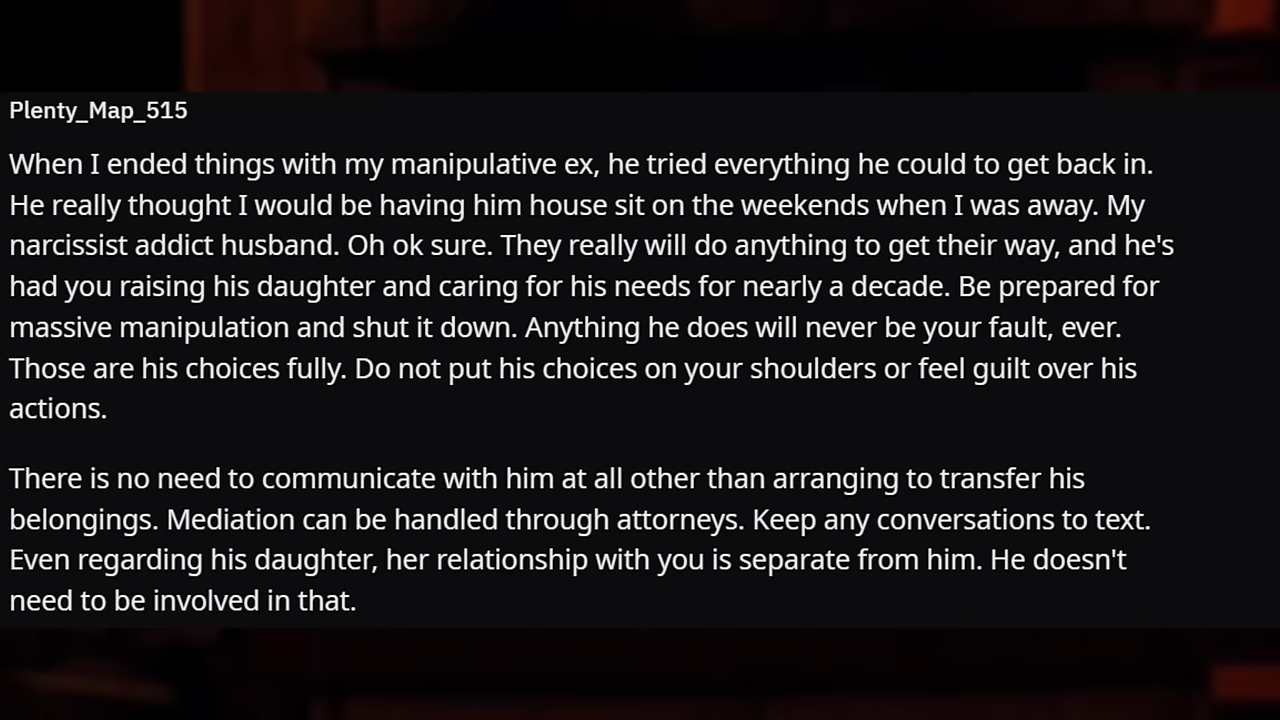 Plenty_Map_515
When I ended things with my manipulative ex, he tried everything he could to get back in.
He really thought I would be having him house sit on the weekends when I was away. My
narcissist addict husband. Oh ok sure. They really will do anything to get their way, and he's
had you raising his daughter and caring for his needs for nearly a decade. Be prepared for
massive manipulation and shut it down. Anything he does will never be your fault, ever.
Those are his choices fully. Do not put his choices on your shoulders or feel guilt over his
actions.
There is no need to communicate with him at all other than arranging to transfer his
belongings. Mediation can be handled through attorneys. Keep any conversations to text.
Even regarding his daughter, her relationship with you is separate from him. He doesn't
need to be involved in that.